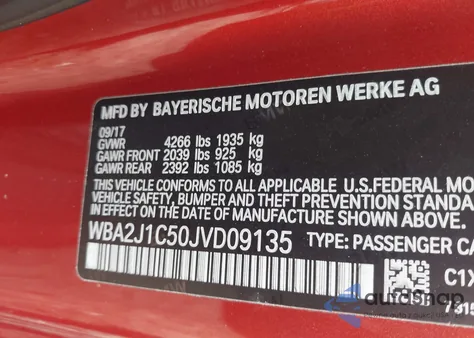 MFD BY BAYERISCHE MOTOREN WERKE AG
09/17
GVWR 4266 lbs 1935 kg
GAWR FRONT 2039 lbs 925 kg
GAWR REAR 2392 lbs 1085 kg
THIS VEHICLE CONFORMS TO ALL APPLICABLE U.S. FEDERAL MO
VEHICLE SAFETY, BUMPER AND THEFT PREVENTION STANDA
EFFECT ON THE DATE OF MANUFACTURE SHOWN ABOVE.
WBA2J1C50JVD09135 TYPE: PASSENGER CA
C1X
autoSnap